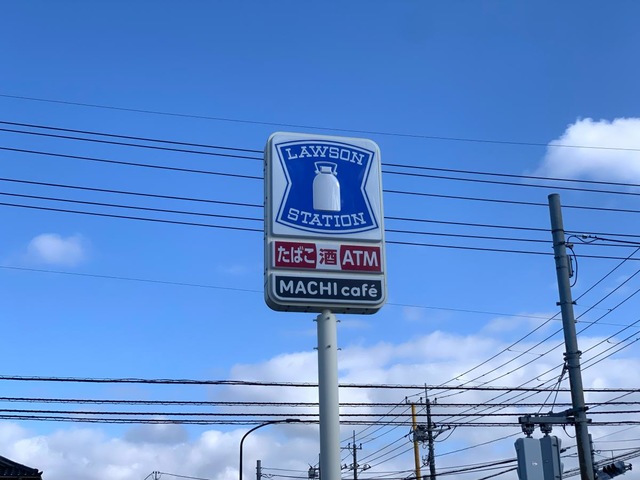 LAWSON
STATION
たばこ 酒 ATM
MACHI café